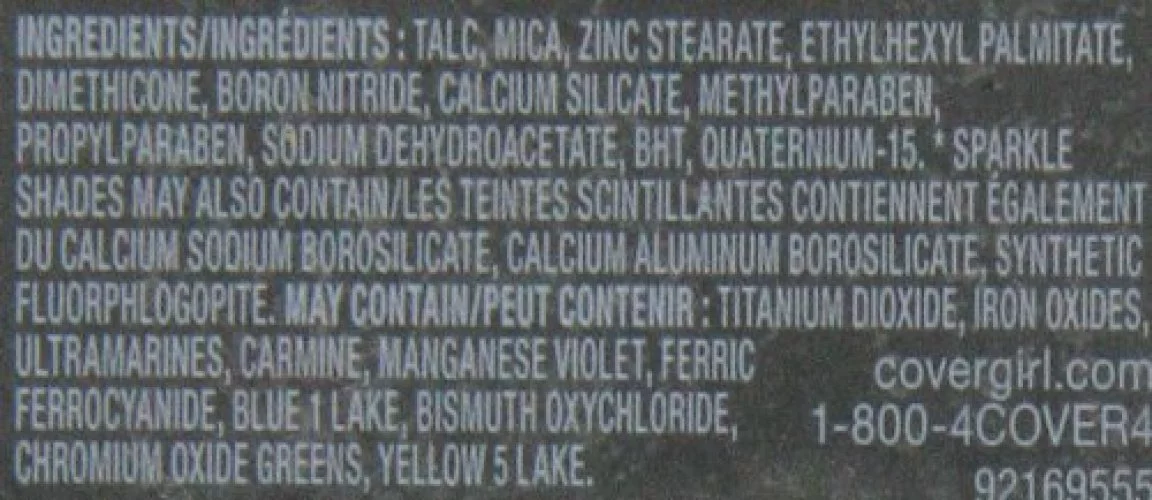 INGREDIENTS/INGRÉDIENTS : TALC, MICA, ZINC STEARATE, ETHYLHEXYL PALMITATE,
DIMETHICONE, BORON NITRIDE, CALCIUM SILICATE, METHYLPARABEN,
PROPYLPARABEN, SODIUM DEHYDROACETATE, BHT, QUATERNIUM-15. * SPARKLE
SHADES MAY ALSO CONTAIN/LES TEINTES SCINTILLANTES CONTIENNENT ÉGALEMENT
DU CALCIUM SODIUM BOROSILICATE, CALCIUM ALUMINUM BOROSILICATE, SYNTHETIC
FLUORPHLOGOPITE. MAY CONTAIN/PEUT CONTENIR : TITANIUM DIOXIDE, IRON OXIDES,
ULTRAMARINES, CARMINE, MANGANESE VIOLET, FERRIC
FERROCYANIDE, BLUE 1 LAKE, BISMUTH OXYCHLORIDE,
CHROMIUM OXIDE GREENS, YELLOW 5 LAKE.
covergirl.com
1-800-4COVER4
92169555